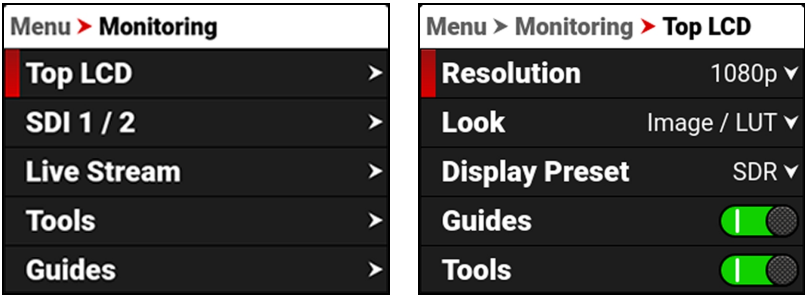 Menu > Monitoring
Top LCD
SDI 1 / 2
Live Stream
Tools
Guides
Menu > Monitoring > Top LCD
Resolution 1080p
Look Image / LUT
Display Preset SDR
Guides
Tools